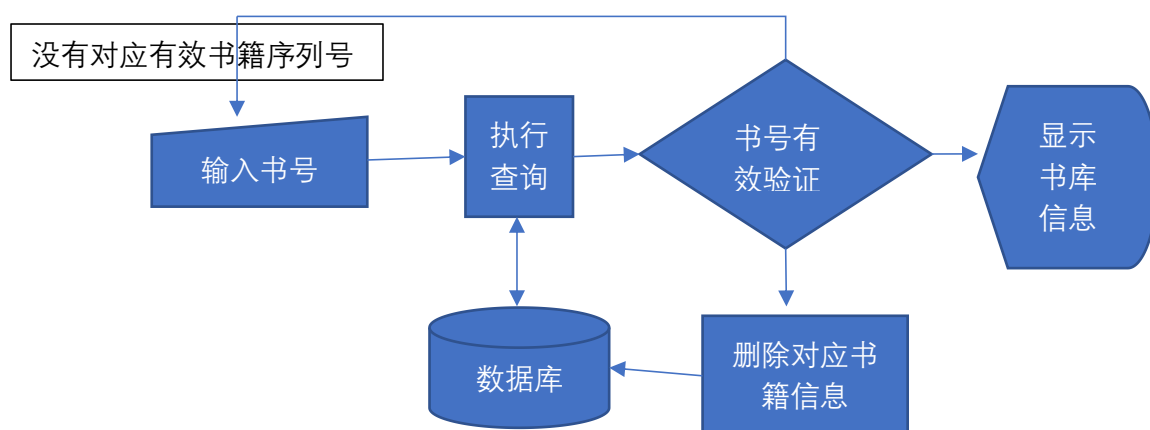 没有对应有效书籍序列号
输入书号
执行
查询
书号有
效验证
显示
书库
信息
数据库
删除对应书
籍信息